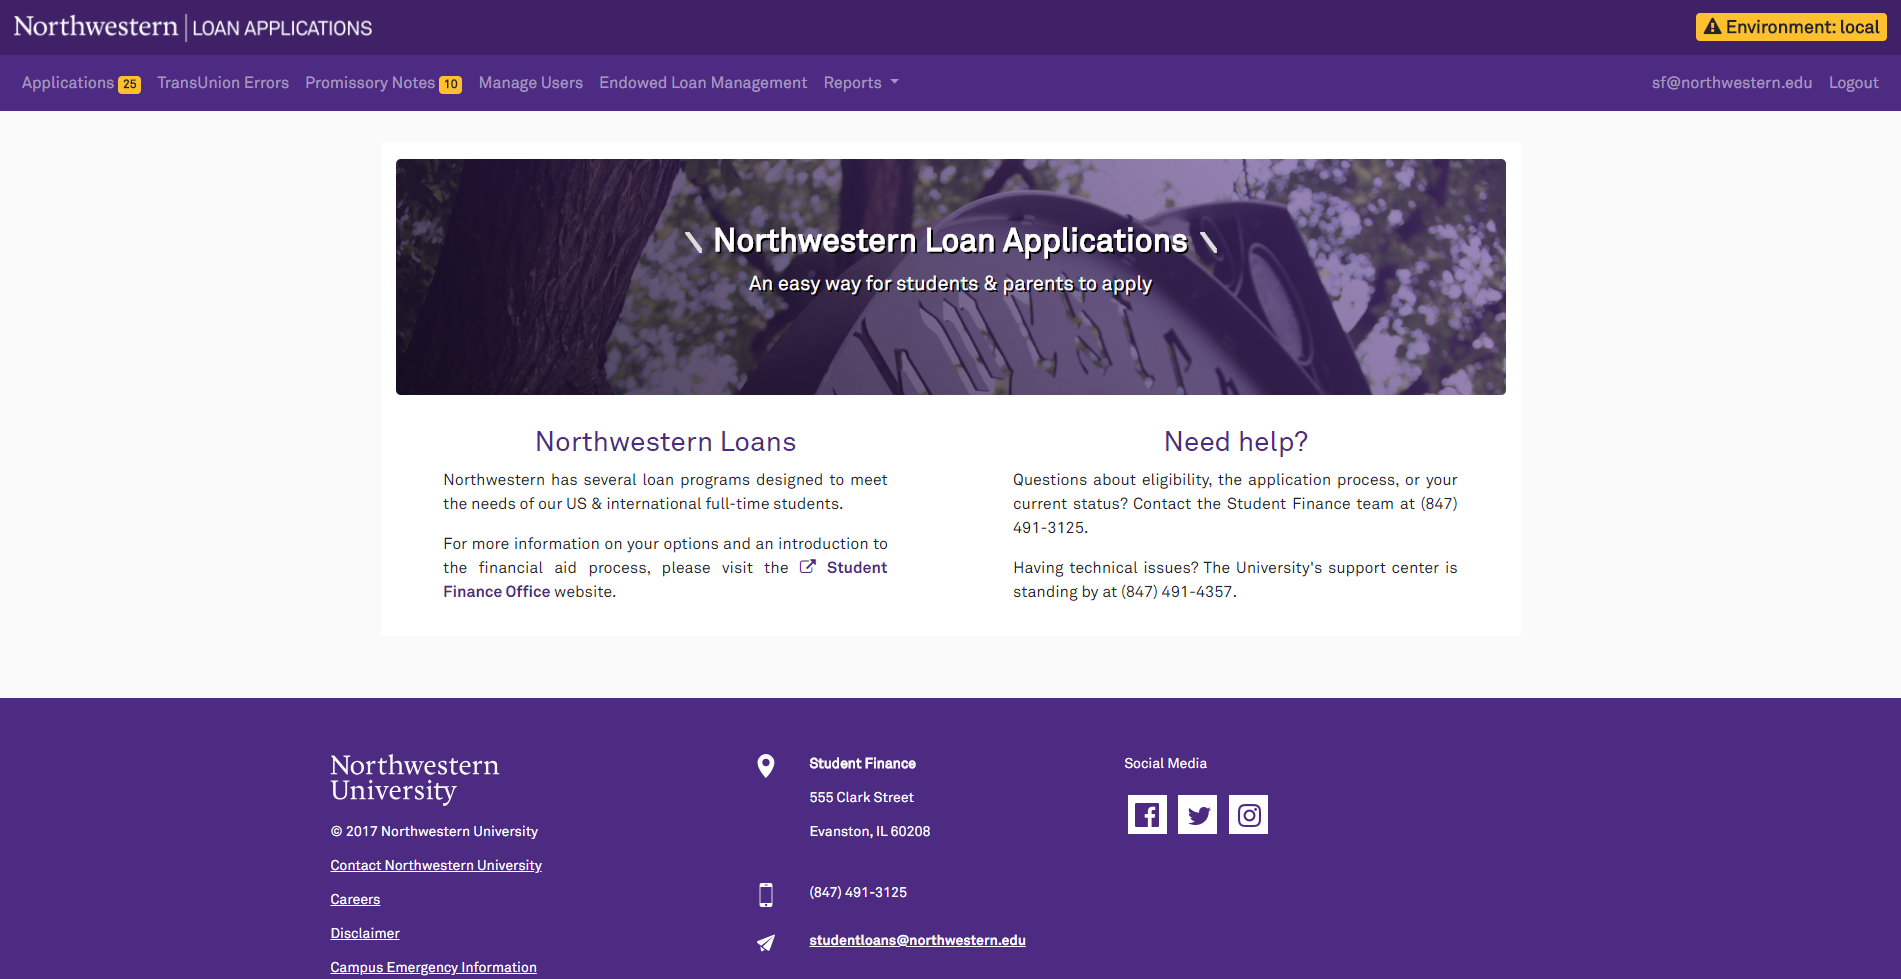 Northwestern | LOAN APPLICATIONS
Environment: local
Applications 25 TransUnion Errors Promissory Notes 10 Manage Users Endowed Loan Management Reports
sf@northwestern.edu Logout
\ Northwestern Loan Applications \
An easy way for students & parents to apply
Northwestern Loans
Northwestern has several loan programs designed to meet
the needs of our US & international full-time students.
For more information on your options and an introduction to
the financial aid process, please visit the Student
Finance Office website.
Need help?
Questions about eligibility, the application process, or your
current status? Contact the Student Finance team at (847)
491-3125.
Having technical issues? The University's support center is
standing by at (847) 491-4357.
Northwestern
University
© 2017 Northwestern University
Contact Northwestern University
Careers
Disclaimer
Campus Emergency Information
Student Finance
555 Clark Street
Evanston, IL 60208
(847) 491-3125
studentloans@northwestern.edu
Social Media